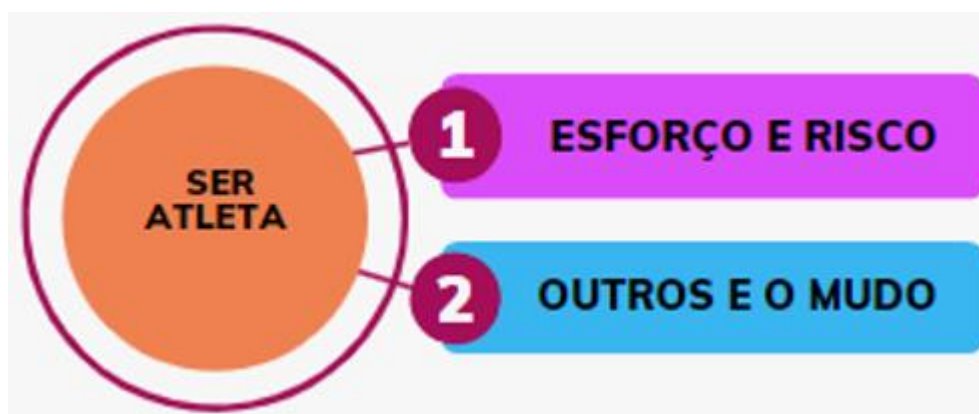 SER
ATLETA
1
ESFORÇO E RISCO
2
OUTROS E O MUDO